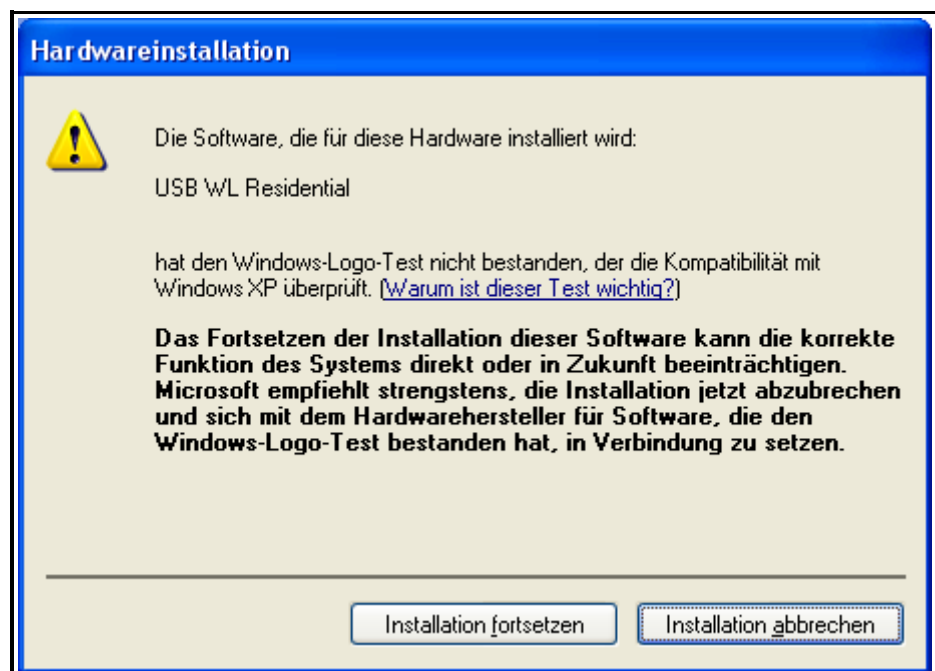 Hardwareinstallation
Die Software, die für diese Hardware installiert wird:
USB WL Residential
hat den Windows-Logo-Test nicht bestanden, der die Kompatibilität mit
Windows XP überprüft. (Warum ist dieser Test wichtig?)
Das Fortsetzen der Installation dieser Software kann die korrekte
Funktion des Systems direkt oder in Zukunft beeinträchtigen.
Microsoft empfiehlt strengstens, die Installation jetzt abzubrechen
und sich mit dem Hardwarehersteller für Software, die den
Windows-Logo-Test bestanden hat, in Verbindung zu setzen.
Installation fortsetzen Installation abbrechen